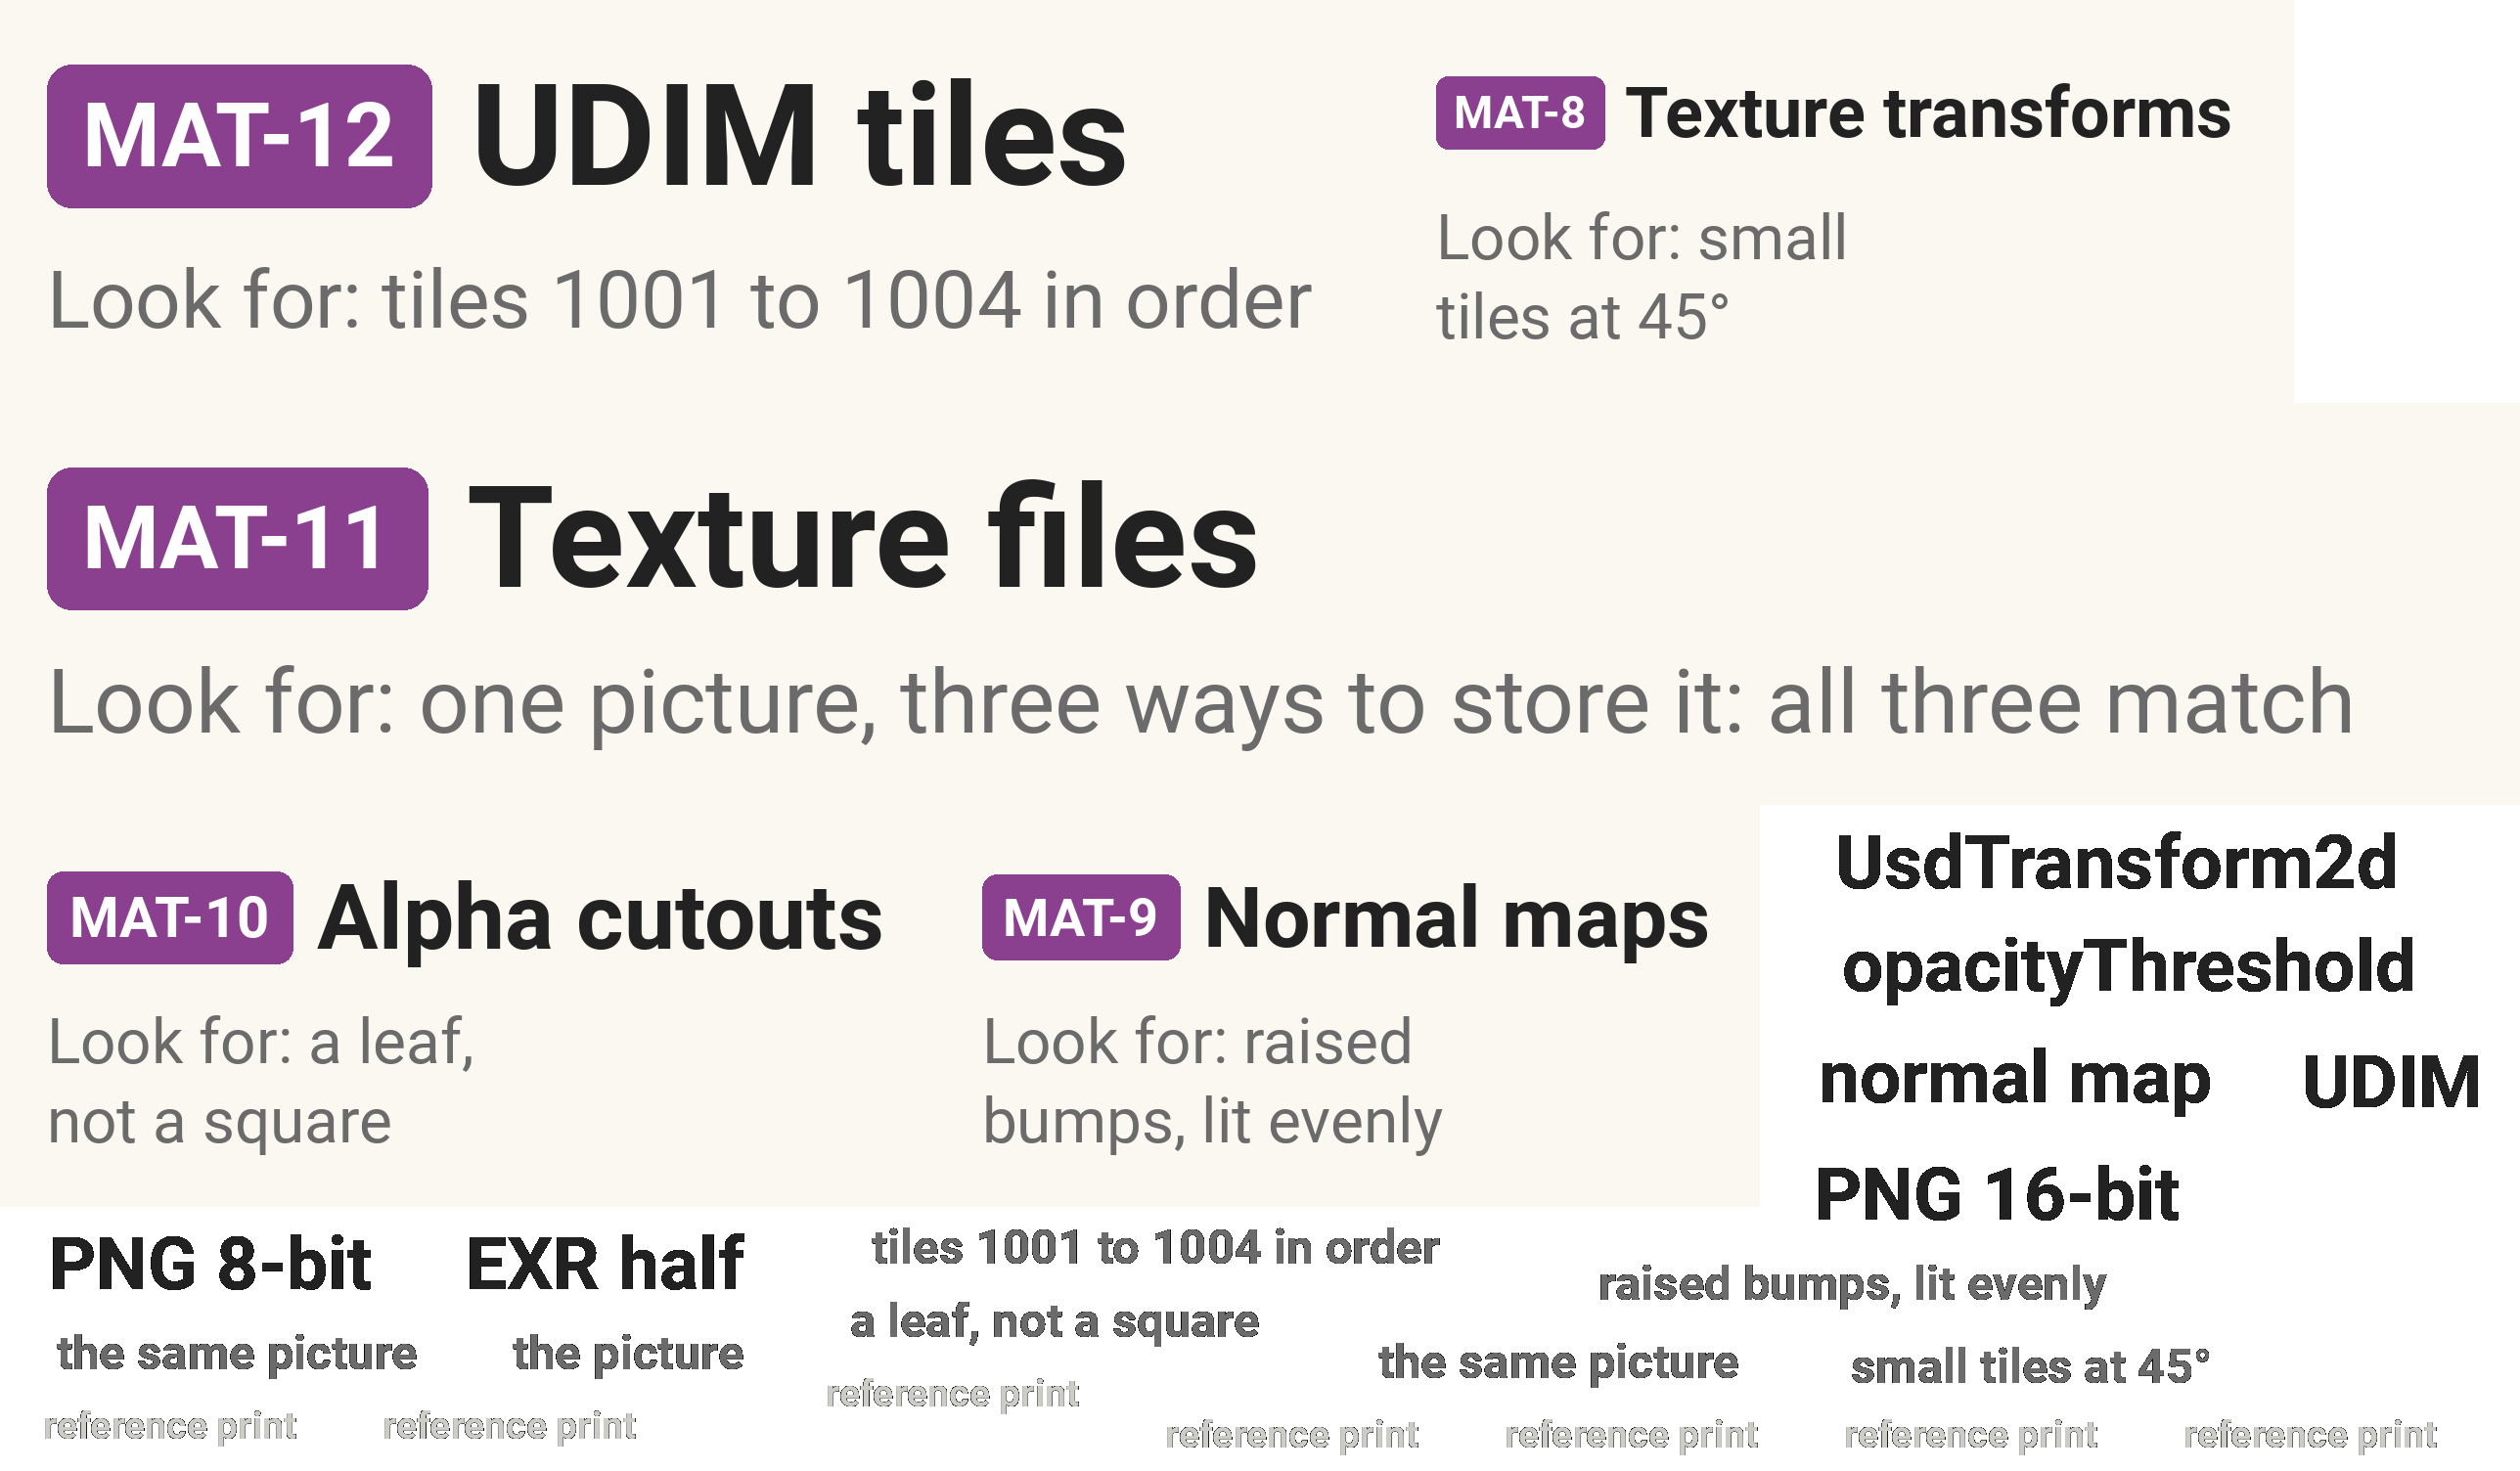 MAT-12 UDIM tiles
Look for: tiles 1001 to 1004 in order
MAT-8 Texture transforms
Look for: small
tiles at 45°
MAT-11 Texture files
Look for: one picture, three ways to store it: all three match
MAT-10 Alpha cutouts
Look for: a leaf,
not a square
MAT-9 Normal maps
Look for: raised
bumps, lit evenly
UsdTransform2d
opacityThreshold
normal map
UDIM
PNG 16-bit
PNG 8-bit
EXR half
tiles 1001 to 1004 in order
raised bumps, lit evenly
a leaf, not a square
the same picture
the picture
the same picture
small tiles at 45°
reference print
reference print
reference print
reference print
reference print
reference print
reference print